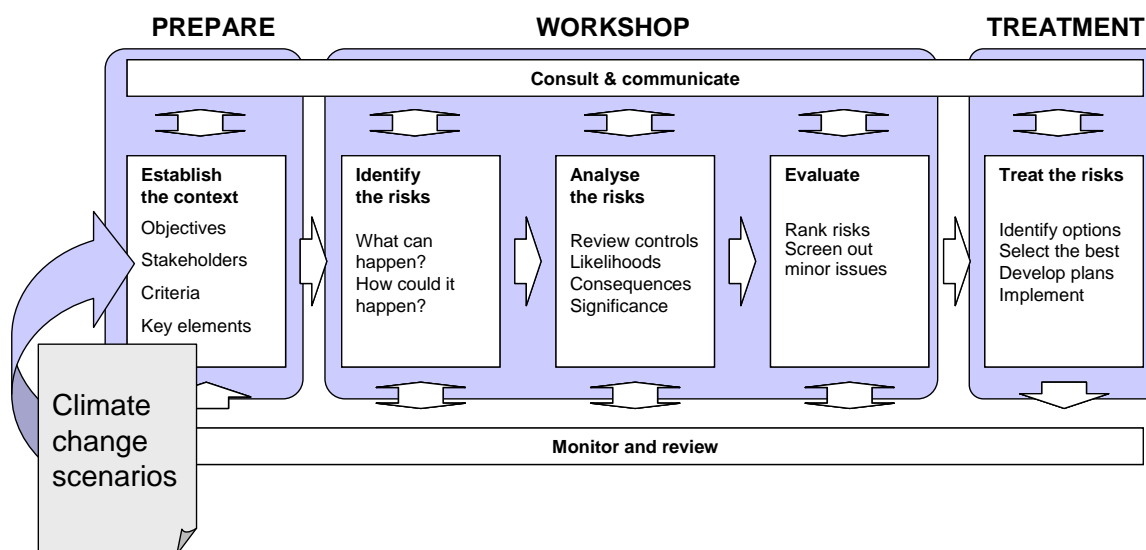 PREPARE
WORKSHOP
TREATMENT
Consult & communicate
Establish
the context
Objectives
Stakeholders
Criteria
Key elements
Identify
the risks
What can
happen?
How could it
happen?
Analyse
the risks
Review controls
Likelihoods
Consequences
Significance
Evaluate
Rank risks
Screen out
minor issues
Treat the risks
Identify options
Select the best
Develop plans
Implement
Climate
change
scenarios
Monitor and review